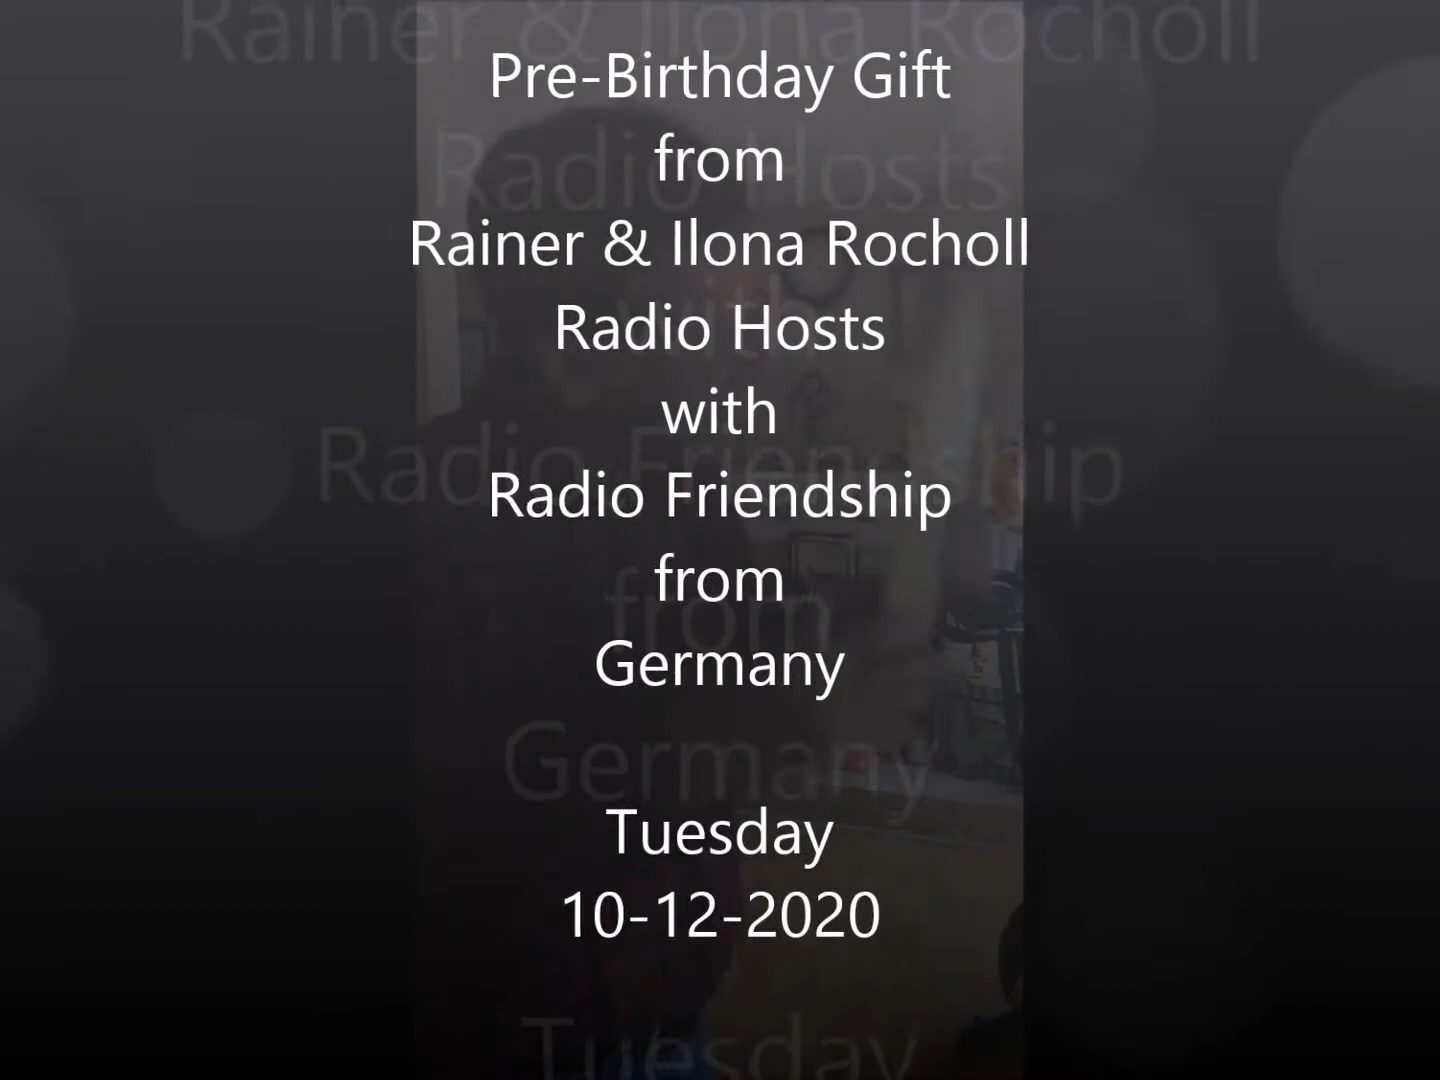 Pre-Birthday Gift
from
Rainer & Ilona Rocholl
Radio Hosts
with
Radio Friendship
from
Germany
Tuesday
10-12-2020